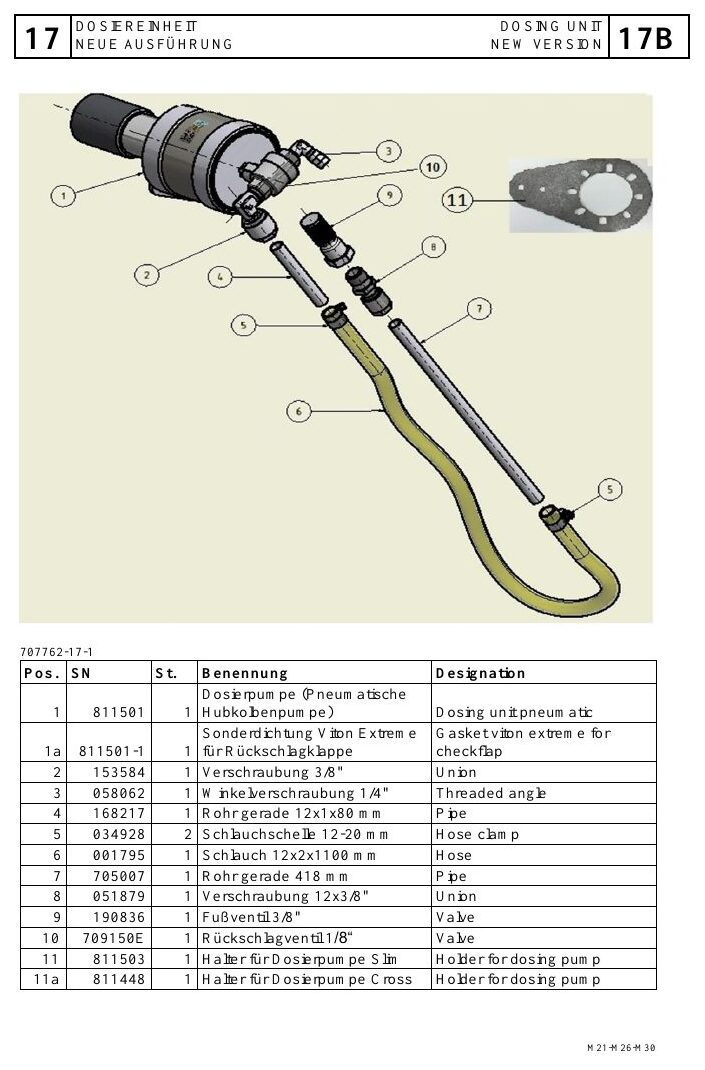 17 DOSIEREINHEIT DOSING UNIT 17B
NEUE AUSFÜHRUNG NEW VERSION
3
10
1
9
11
8
2
4
7
5
6
5
707762-17-1
Pos. SN St. Benennung Designation
Dosierpumpe (Pneumatische
1 811501 1 Hubkolbenpumpe) Dosing unit pneumatic
Sonderdichtung Viton Extreme Gasket viton extreme for
1a 811501-1 1 für Rückschlagklappe checkflap
2 153584 1 Verschraubung 3/8" Union
3 058062 1 Winkelverschraubung 1/4" Threaded angle
4 168217 1 Rohr gerade 12x1x80 mm Pipe
5 034928 2 Schlauchschelle 12-20 mm Hose clamp
6 001795 1 Schlauch 12x2x1100 mm Hose
7 705007 1 Rohr gerade 418 mm Pipe
8 051879 1 Verschraubung 12x3/8" Union
9 190836 1 Fußventil 3/8" Valve
10 709150E 1 Rückschlagventil 1/8“ Valve
11 811503 1 Halter für Dosierpumpe Slim Holder for dosing pump
11a 811448 1 Halter für Dosierpumpe Cross Holder for dosing pump
M21-M26-M30